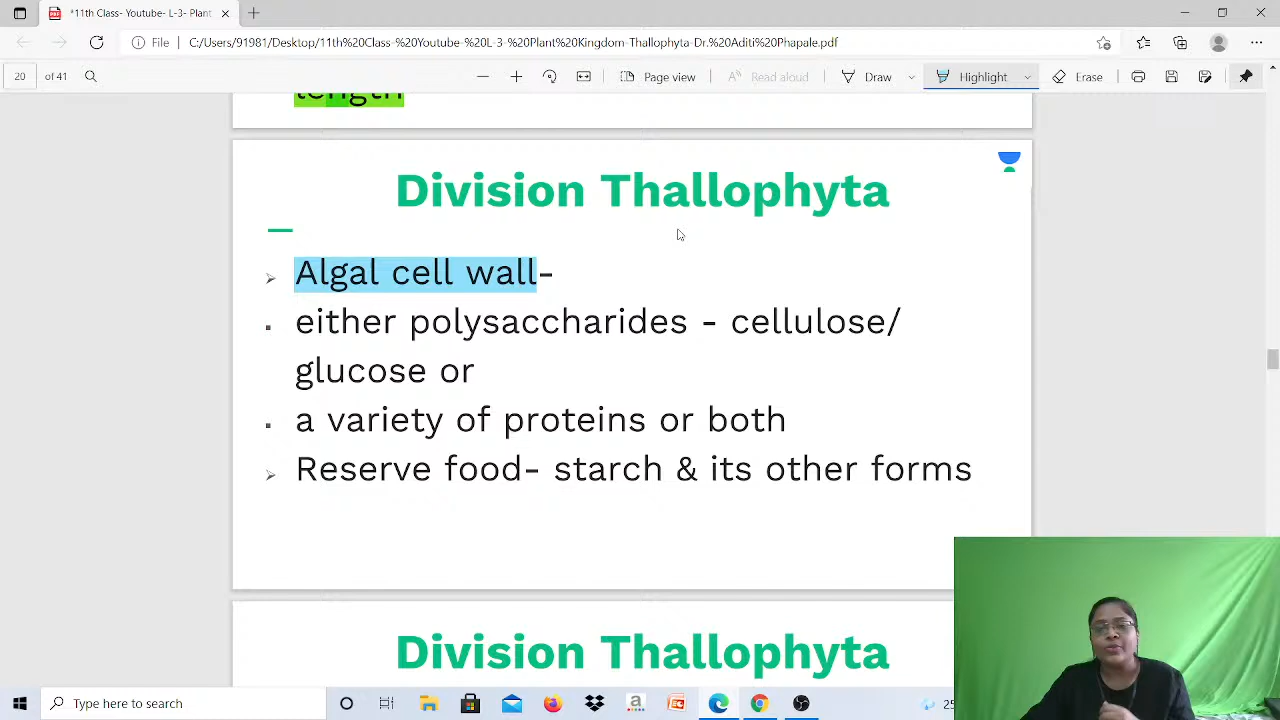 *11th Class- Youtube- L-3- Plant
File
C:/Users/91981/Desktop/11th%20Class-%20Youtube%20L-3%20Plant%20Kingdom-Thallophyta-Dr.%20Aditi%20Phapale.pdf
20 of 41
Page view
Read aloud
Draw
Highlight
Erase
length
Division Thallophyta
Algal cell wall-
either polysaccharides - cellulose/
glucose or
a variety of proteins or both
Reserve food- starch & its other forms
Division Thallophyta
Type here to search